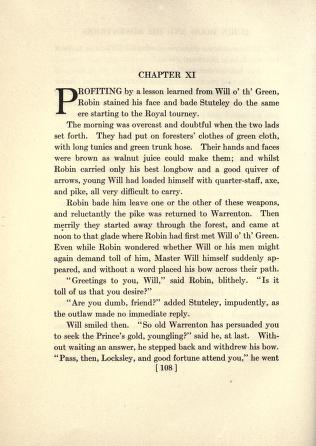 CHAPTER XI
PROFITING by a lesson learned from Will o' th' Green,
Robin stained his face and bade Stuteley do the same
ere starting to the Royal tourney.
The morning was overcast and doubtful when the two lads
set forth. They had put on foresters' clothes of green cloth,
with long tunics and green trunk hose. Their hands and faces
were brown as walnut juice could make them; and whilst
Robin carried only his best longbow and a good quiver of
arrows, young Will had loaded himself with quarter-staff, axe,
and pike, all very difficult to carry.
Robin bade him leave one or the other of these weapons,
and reluctantly the pike was returned to Warrenton. Then
merrily they started away through the forest, and came at
noon to that glade where Robin had first met Will o' th' Green.
Even while Robin wondered whether Will or his men might
again demand toll of him, Master Will himself suddenly ap-
peared, and without a word placed his bow across their path.
"Greetings to you, Will," said Robin, blithely. "Is it
toll of us that you desire?"
"Are you dumb, friend?" added Stuteley, impudently, as
the outlaw made no immediate reply.
Will smiled then. "So old Warrenton has persuaded you
to seek the Prince's gold, youngling?" said he, at last. With-
out waiting an answer, he stepped back and withdrew his bow.
"Pass, then, Locksley, and good fortune attend you," he went
[ 108 ]